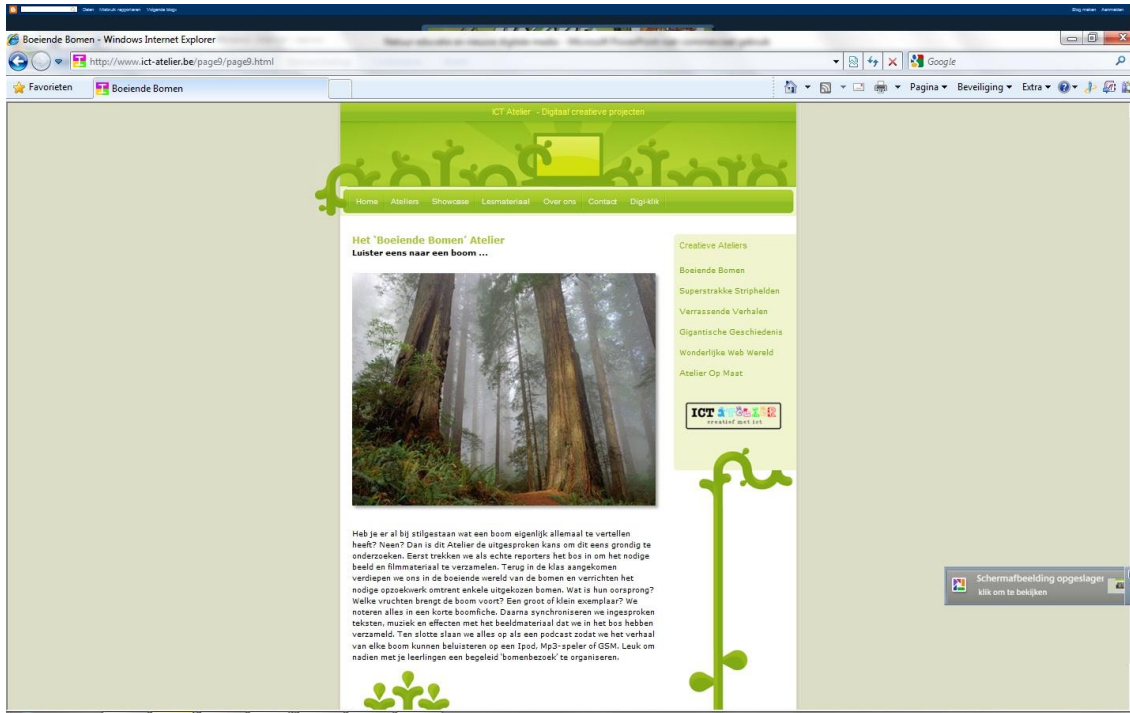 Delen Misbruik rapporteren Volgende blog»
Blog maken Aanmelden
Boeiende Bomen - Windows Internet Explorer
http://www.ict-atelier.be/page9/page9.html
Google
Favorieten
Boeiende Bomen
Pagina Beveiliging Extra
ICT Atelier - Digitaal creatieve projecten
Home Ateliers Showcase Lesmateriaal Over ons Contact Digi-klik
Het 'Boeiende Bomen' Atelier
Luister eens naar een boom ...
Heb je er al bij stilgestaan wat een boom eigenlijk allemaal te vertellen
heeft? Neen? Dan is dit Atelier de uitgesproken kans om dit eens grondig te
onderzoeken. Eerst trekken we als echte reporters het bos in om het nodige
beeld en filmmateriaal te verzamelen. Terug in de klas aangekomen
verdiepen we ons in de boeiende wereld van de bomen en verrichten het
nodige opzoekwerk omtrent enkele uitgekozen bomen. Wat is hun oorsprong?
Welke vruchten brengt de boom voort? Een groot of klein exemplaar? We
noteren alles in een korte boomfiche. Daarna synchroniseren we ingesproken
teksten, muziek en effecten met het beeldmateriaal dat we in het bos hebben
verzameld. Ten slotte slaan we alles op als een podcast zodat we het verhaal
van elke boom kunnen beluisteren op een Ipod, Mp3-speler of GSM. Leuk om
nadien met je leerlingen een begeleid 'bomenbezoek' te organiseren.
Creatieve Ateliers
Boeiende Bomen
Superstrakke Striphelden
Verrassende Verhalen
Gigantische Geschiedenis
Wonderlijke Web Wereld
Atelier Op Maat
ICT ATELIER
creatief met ict
Schermafbeelding opgeslagen
klik om te bekijken